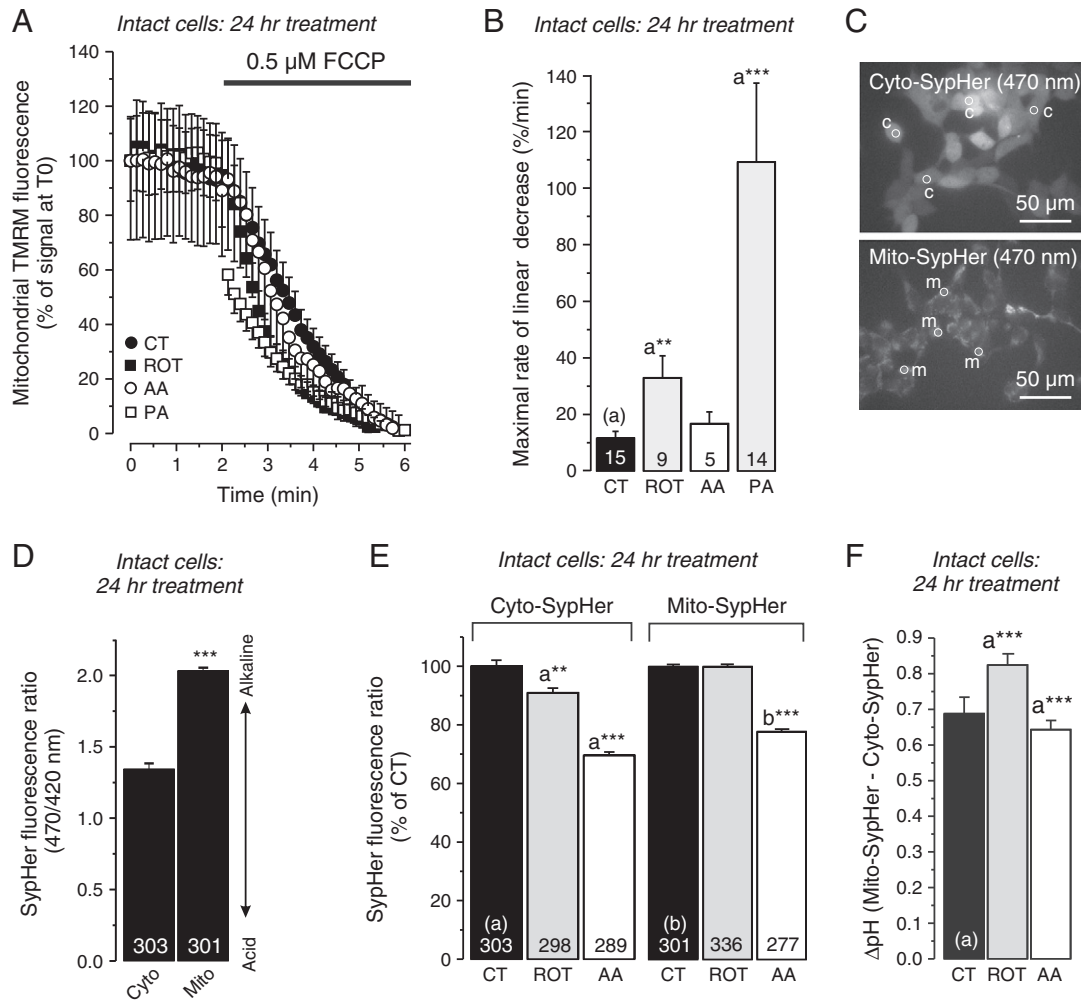 A
Intact cells: 24 hr treatment
0.5 µM FCCP
Mitochondrial TMRM fluorescence
(% of signal at T0)
140
120
100
80
60
40
20
0
CT
ROT
AA
PA
0 1 2 3 4 5 6
Time (min)
B
Intact cells: 24 hr treatment
Maximal rate of linear decrease (%/min)
140
120
100
80
60
40
20
0
(a)
a**
a***
15 9 5 14
CT ROT AA PA
C
Cyto-SypHer (470 nm)
c
c
c
c
50 µm
Mito-SypHer (470 nm)
m
m
m
m
50 µm
D
Intact cells:
24 hr treatment
SypHer fluorescence ratio
(470/420 nm)
2.0
1.5
1.0
0.5
0.0
***
303 301
Cyto Mito
Alkaline
Acid
E
Intact cells: 24 hr treatment
Cyto-SypHer Mito-SypHer
SypHer fluorescence ratio
(% of CT)
100
80
60
40
20
0
a**
a***
b***
(a) (b)
303 298 289 301 336 277
CT ROT AA CT ROT AA
F
Intact cells:
24 hr treatment
ΔpH (Mito-SypHer - Cyto-SypHer)
0.9
0.8
0.7
0.6
0.5
0.4
0.3
0.2
0.1
0.0
a***
a***
(a)
CT ROT AA